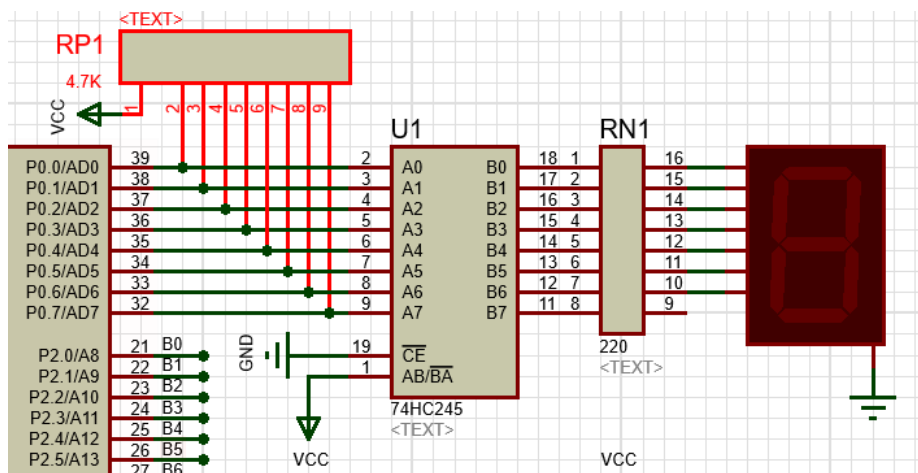 <TEXT>
RP1
4.7K
VCC
1 2 3 4 5 6 7 8 9
U1 RN1
P0.0/AD0 39 2 A0 B0 18 1 16
P0.1/AD1 38 3 A1 B1 17 2 15
P0.2/AD2 37 4 A2 B2 16 3 14
P0.3/AD3 36 5 A3 B3 15 4 13
P0.4/AD4 35 6 A4 B4 14 5 12
P0.5/AD5 34 7 A5 B5 13 6 11
P0.6/AD6 33 8 A6 B6 12 7 10
P0.7/AD7 32 9 A7 B7 11 8 9
P2.0/A8 21 B0 GND 19 CE 220
P2.1/A9 22 B1 1 AB/BA <TEXT>
P2.2/A10 23 B2 74HC245
P2.3/A11 24 B3 <TEXT>
P2.4/A12 25 B4
P2.5/A13 26 B5 VCC VCC
27 B6